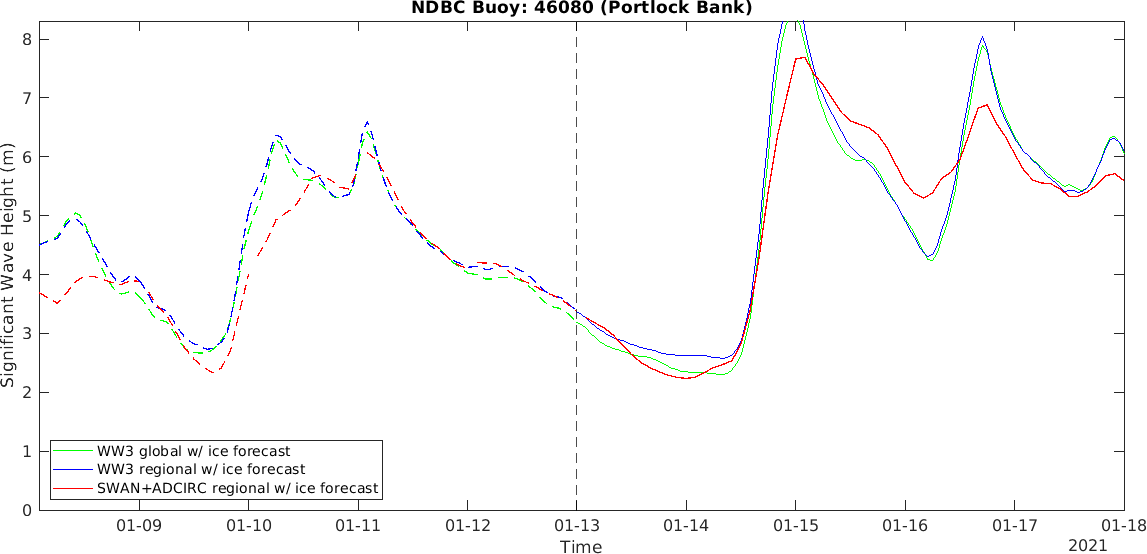 NDBC Buoy: 46080 (Portlock Bank)
Significant Wave Height (m)
8
7
6
5
4
3
2
1
0
WW3 global w/ ice forecast
WW3 regional w/ ice forecast
SWAN+ADCIRC regional w/ ice forecast
01-09 01-10 01-11 01-12 01-13 01-14 01-15 01-16 01-17 01-18
Time
2021